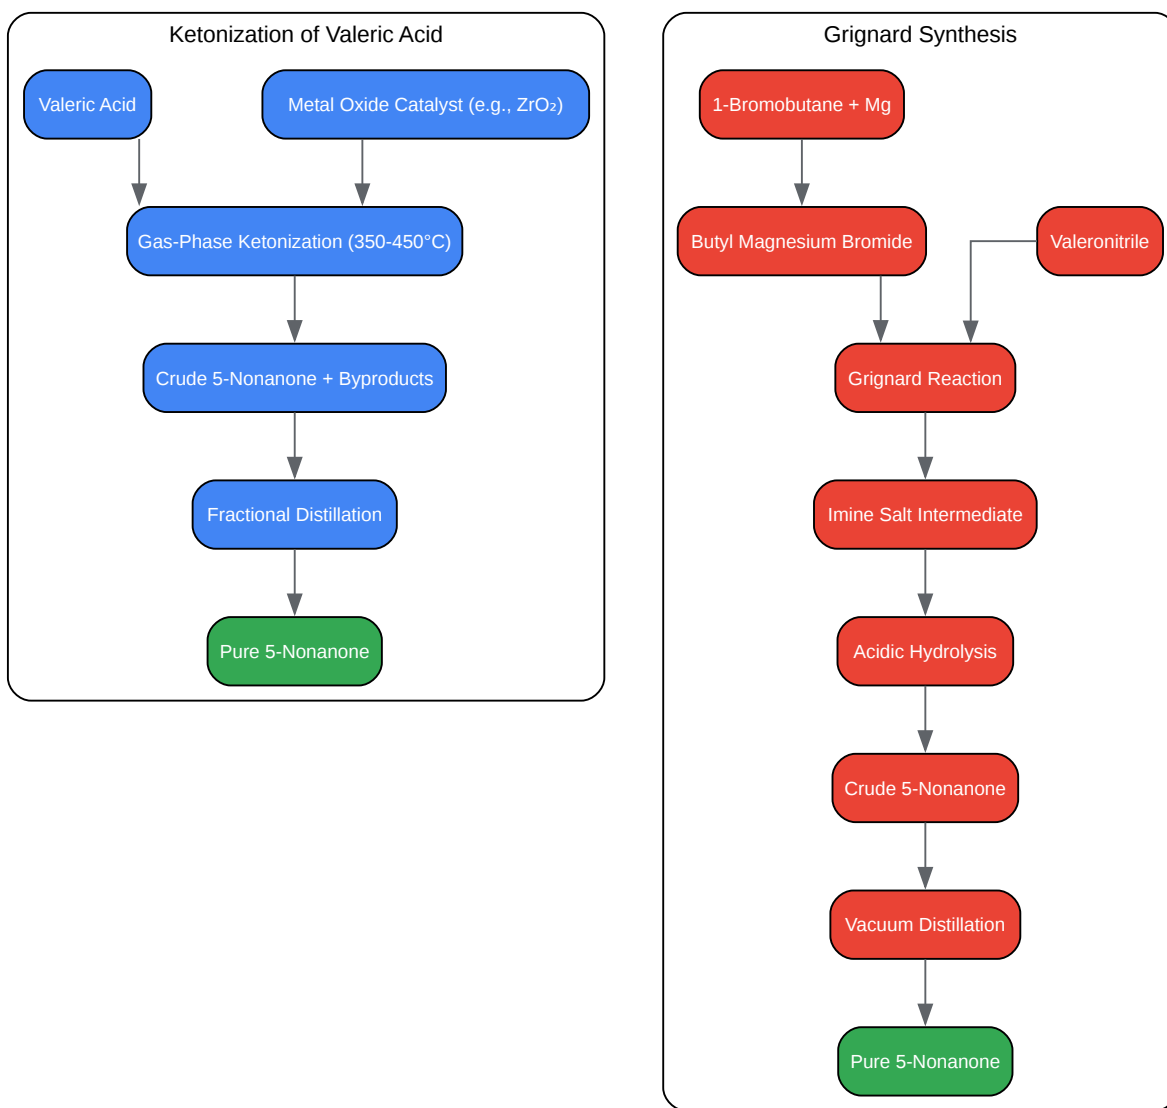 Ketonization of Valeric Acid
Valeric Acid
Metal Oxide Catalyst (e.g., ZrO₂)
Gas-Phase Ketonization (350-450°C)
Crude 5-Nonanone + Byproducts
Fractional Distillation
Pure 5-Nonanone
Grignard Synthesis
1-Bromobutane + Mg
Butyl Magnesium Bromide
Valeronitrile
Grignard Reaction
Imine Salt Intermediate
Acidic Hydrolysis
Crude 5-Nonanone
Vacuum Distillation
Pure 5-Nonanone